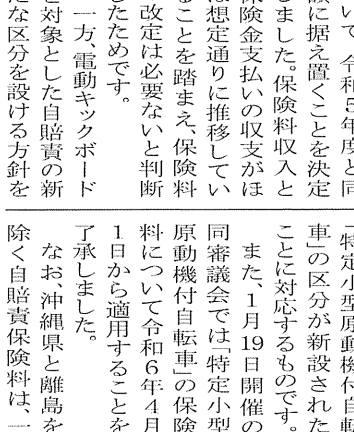 いて、令和5年度と同
額に据え置くことを決定
しました。保険料収入と
保険金支払いの収支がほ
ぼ想定通りに推移してい
ることを踏まえ、保険料
改定は必要ないと判断
したためです。
一方、電動キックボード
を対象とした自賠責の新
たな区分を設ける方針を
「特定小型原動機付自転
車」の区分が新設された
ことに対応するものです。
また、1月19日開催の
同審議会では「特定小型
原動機付自転車」の保険
料について令和6年4月
1日から適用することを
了承しました。
なお、沖縄県と離島を
除く自賠責保険料は、一